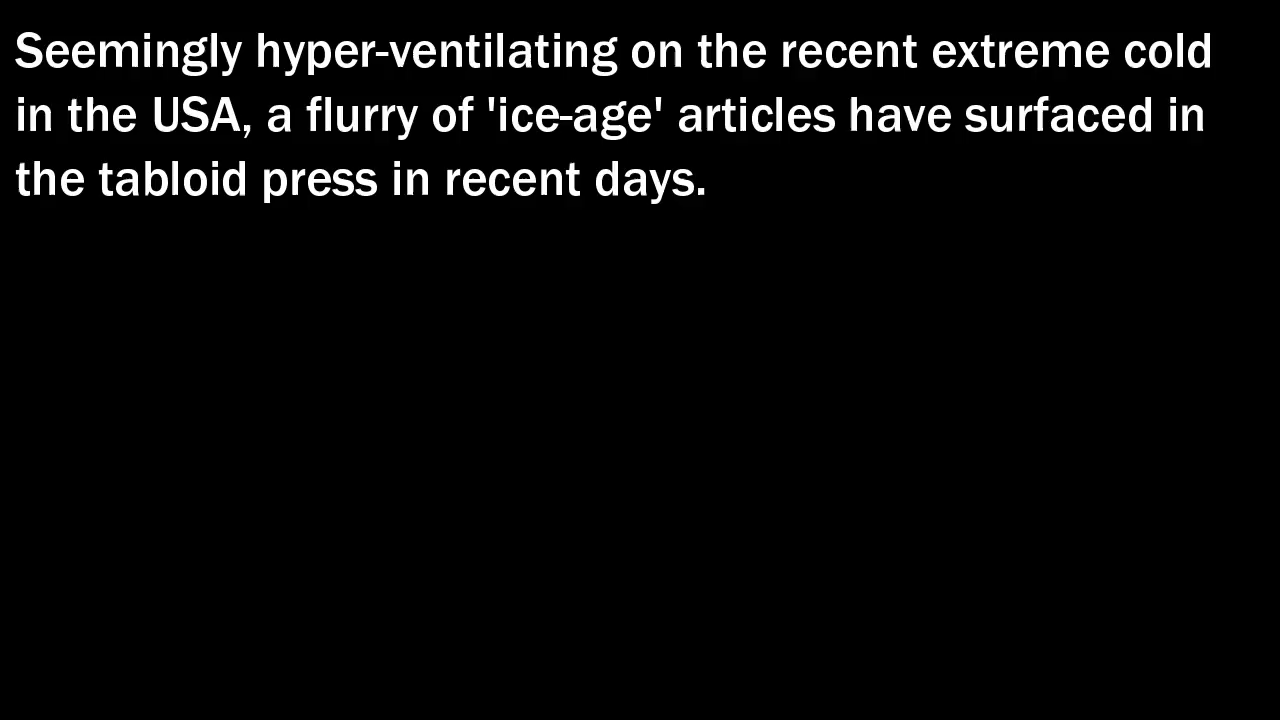 Seemingly hyper-ventilating on the recent extreme cold
in the USA, a flurry of 'ice-age' articles have surfaced in
the tabloid press in recent days.